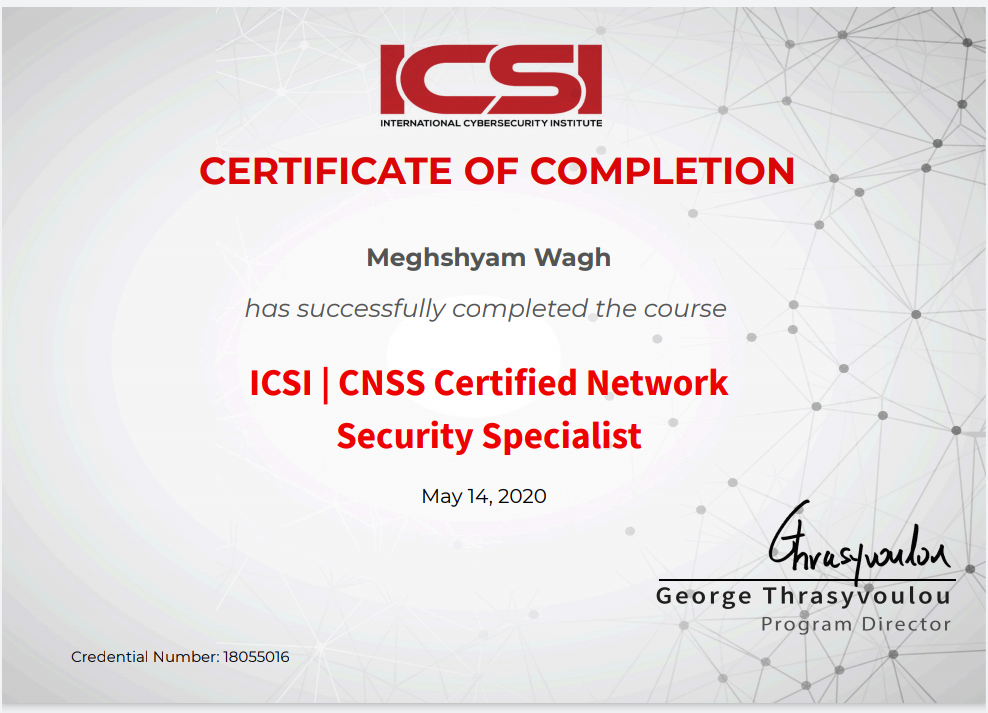 ICSI
INTERNATIONAL CYBERSECURITY INSTITUTE
CERTIFICATE OF COMPLETION
Meghshyam Wagh
has successfully completed the course
ICSI | CNSS Certified Network
Security Specialist
May 14, 2020
Thrasyvoulou
George Thrasyvoulou
Program Director
Credential Number: 18055016